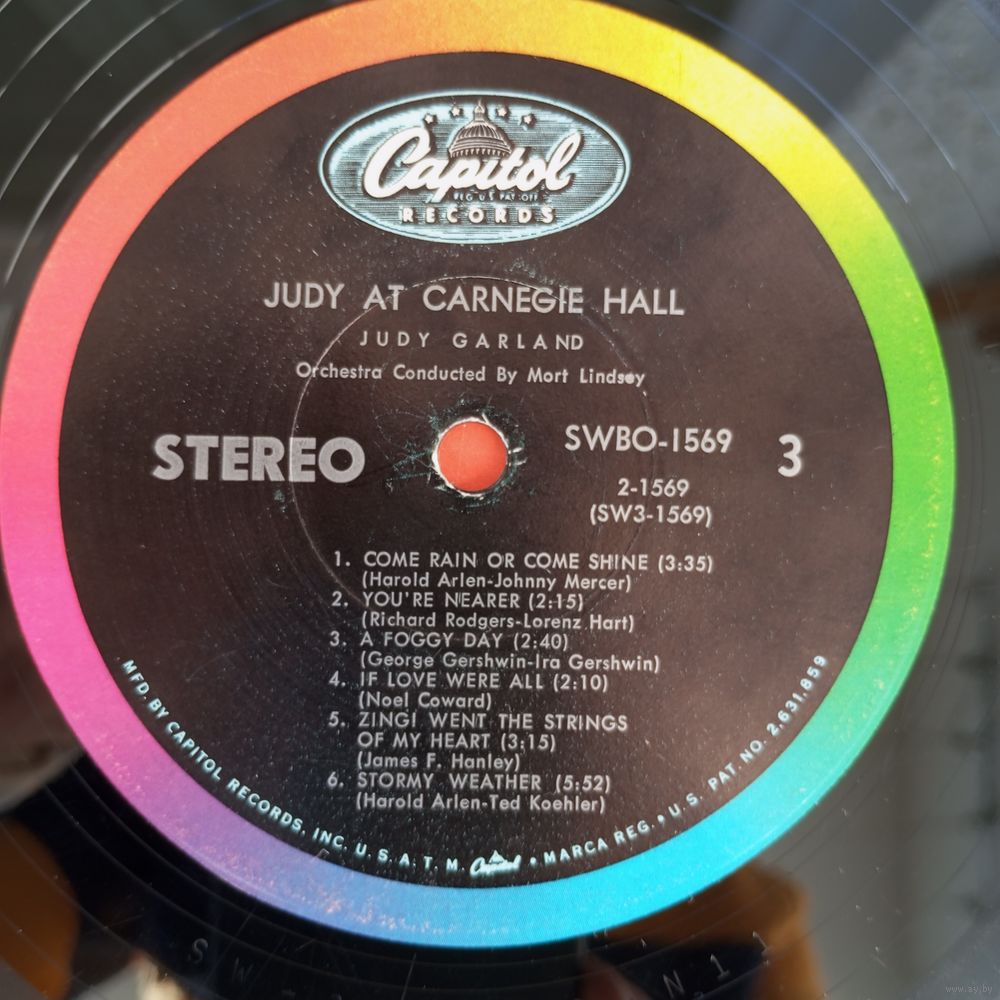 Capitol
REG. U.S. PAT. OFF.
RECORDS
JUDY AT CARNEGIE HALL
JUDY GARLAND
Orchestra Conducted By Mort Lindsey
STEREO
SWBO-1569
3
2-1569
(SW3-1569)
1. COME RAIN OR COME SHINE (3:35)
(Harold Arlen-Johnny Mercer)
2. YOU'RE NEARER (2:15)
(Richard Rodgers-Lorenz Hart)
3. A FOGGY DAY (2:40)
(George Gershwin-Ira Gershwin)
4. IF LOVE WERE ALL (2:10)
(Noel Coward)
5. ZING! WENT THE STRINGS
OF MY HEART (3:15)
(James F. Hanley)
6. STORMY WEATHER (5:52)
(Harold Arlen-Ted Koehler)
MFD. BY CAPITOL RECORDS, INC. U.S.A. T.M. Capitol • MARCA REG. • U.S. PAT. NO. 2,631,859
S W
N 1 1
www.ay.by